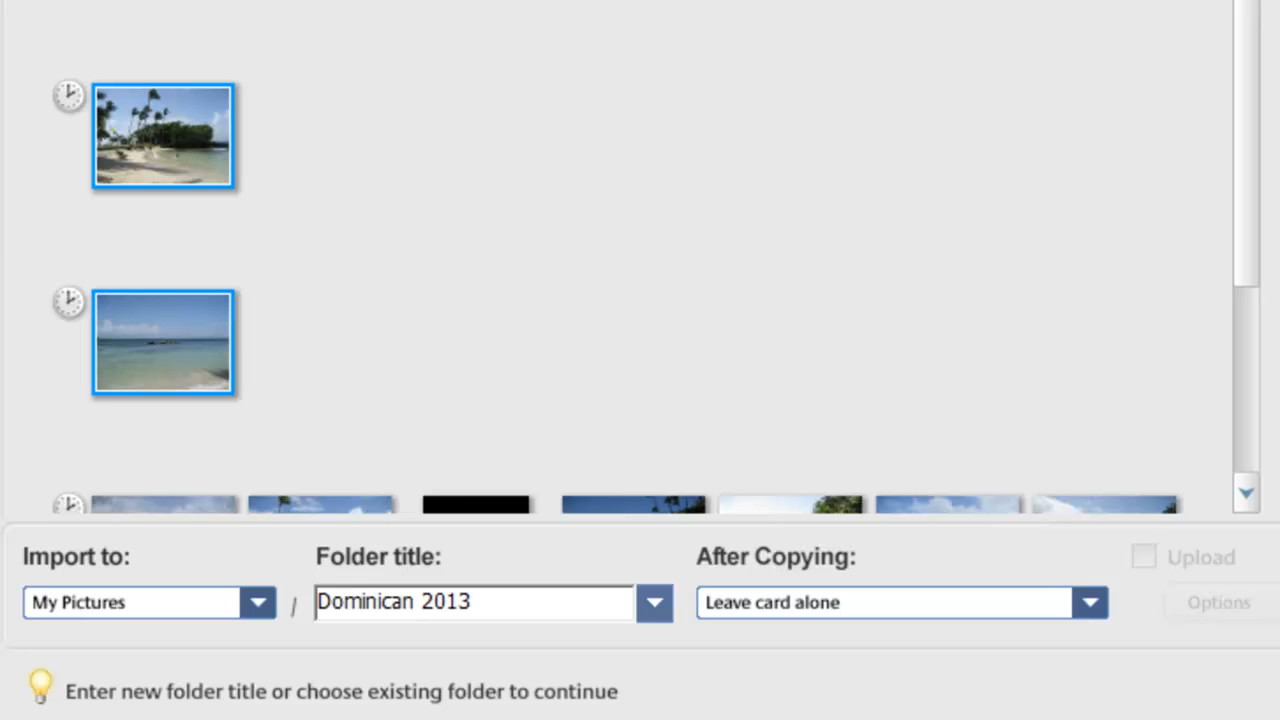 Import to:
Folder title:
After Copying:
Upload
My Pictures
/
Dominican 2013
Leave card alone
Options
Enter new folder title or choose existing folder to continue